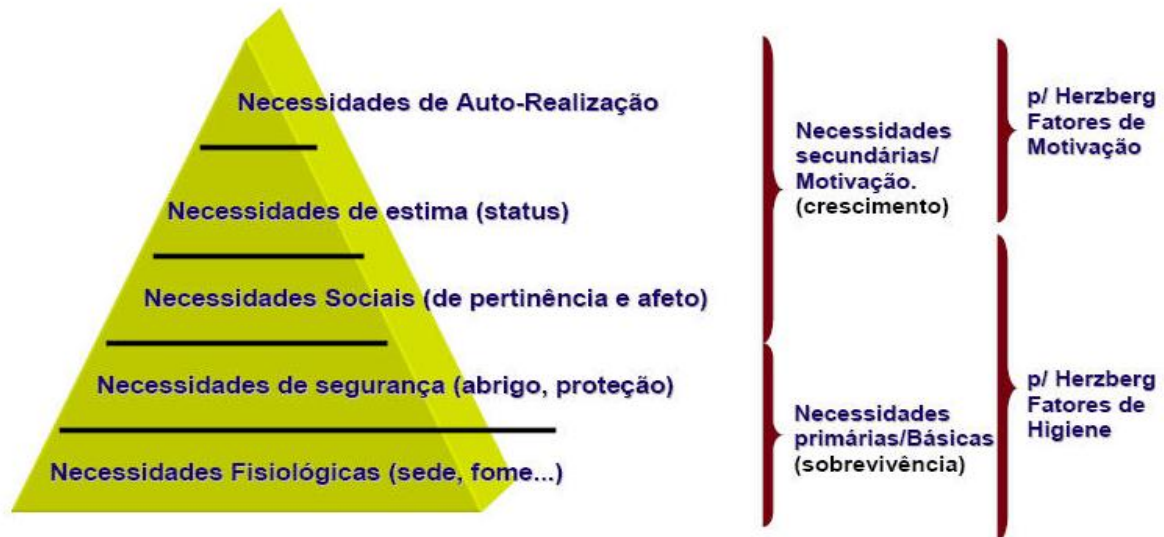 Necessidades de Auto-Realização
Necessidades de estima (status)
Necessidades Sociais (de pertinência e afeto)
Necessidades de segurança (abrigo, proteção)
Necessidades Fisiológicas (sede, fome...)
Necessidades
secundárias/
Motivação.
(crescimento)
Necessidades
primárias/Básicas
(sobrevivência)
p/ Herzberg
Fatores de
Motivação
p/ Herzberg
Fatores de
Higiene